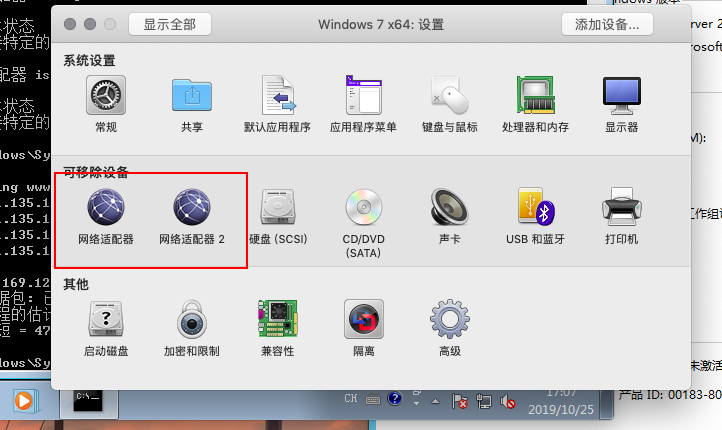 ndows 版本
显示全部
Windows 7 x64: 设置
添加设备...
水状态
接特定的
配器 is
水状态
接特定的
dows\Sy
ing www
.135.1
.135.1
.135.1
.135.1
169.12
据包: 已
程的估计
短 = 47
dows\Sy
rver 2
rosoft
M):
工作组设
未激活
产品 ID: 00183-80
系统设置
常规
共享
默认应用程序
应用程序菜单
键盘与鼠标
处理器和内存
显示器
可移除设备
网络适配器
网络适配器 2
硬盘 (SCSI)
CD/DVD
(SATA)
声卡
USB 和蓝牙
打印机
其他
启动磁盘
加密和限制
兼容性
隔离
高级
C:\
CH
17:07
2019/10/25